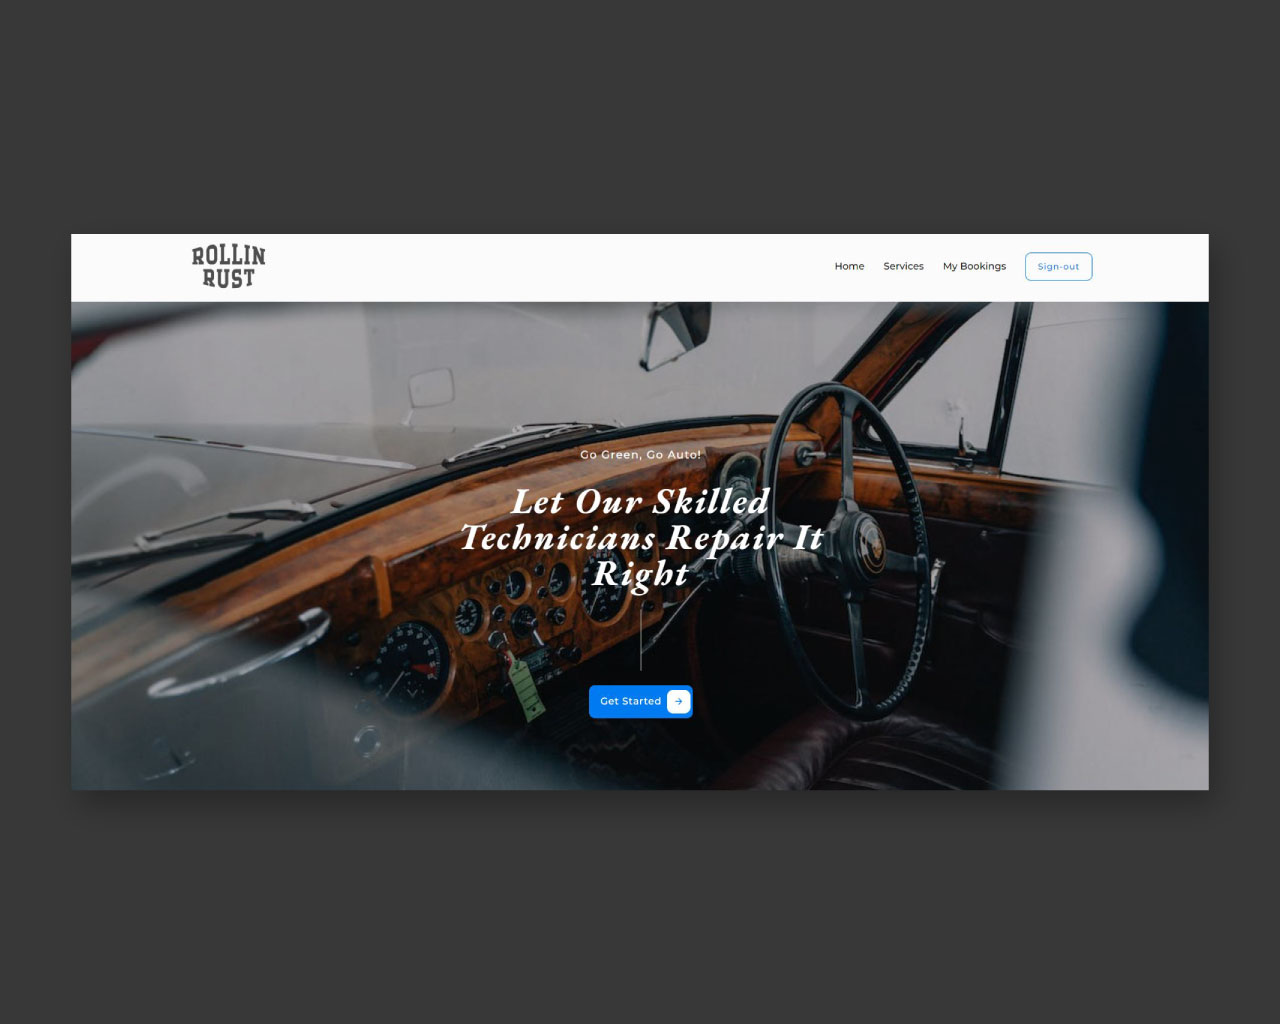 ROLLIN
RUST
Home Services My Bookings Sign-out
Go Green, Go Auto!
Let Our Skilled
Technicians Repair It
Right
Get Started